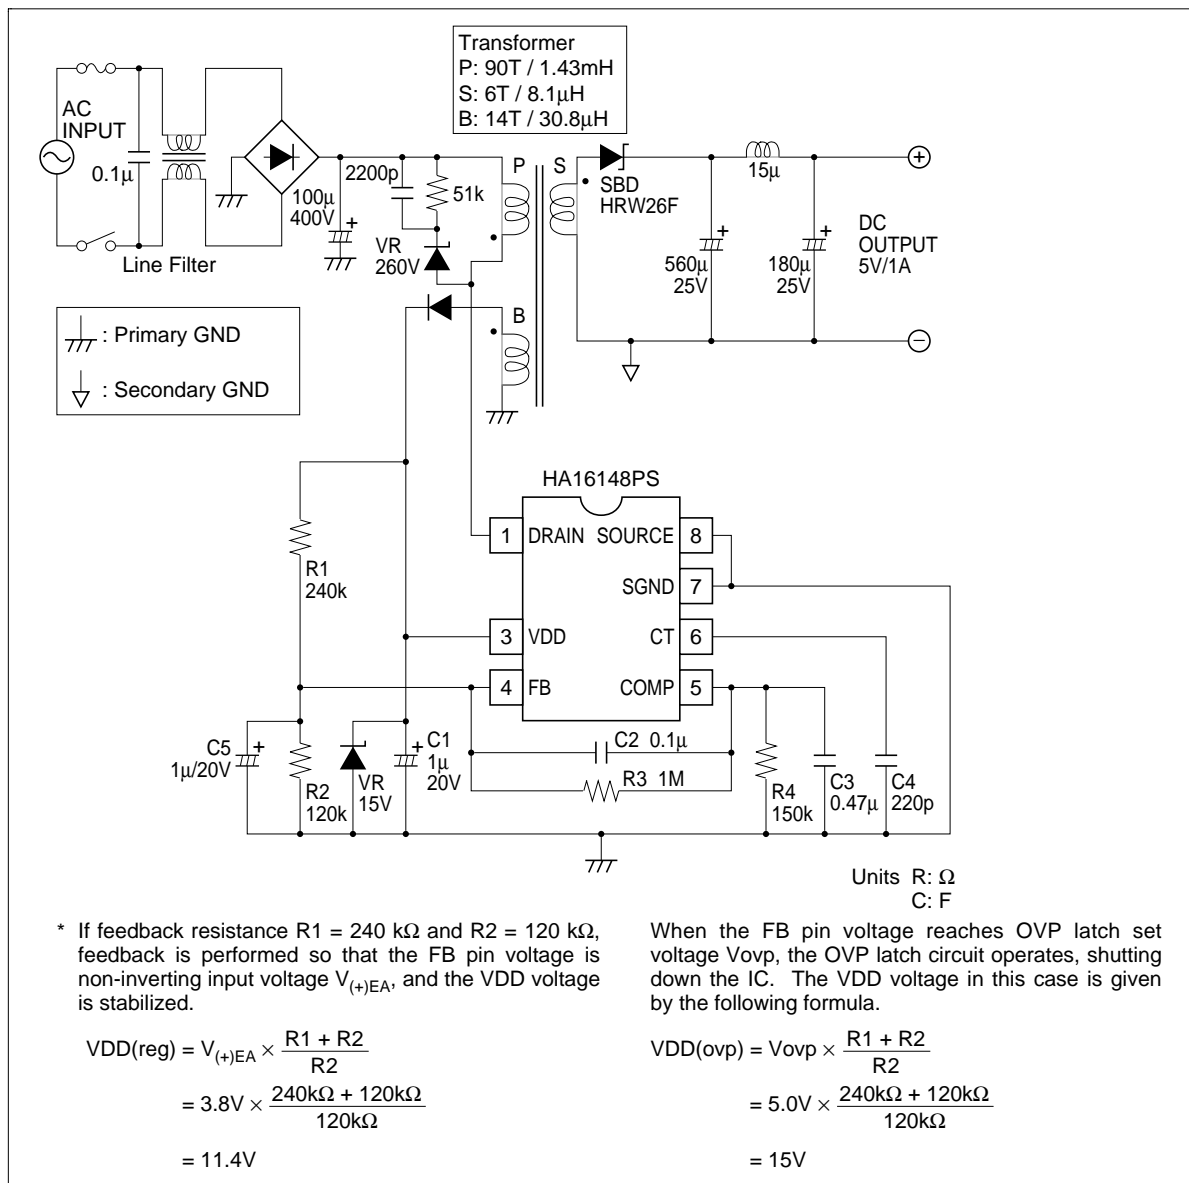 Transformer
P: 90T / 1.43mH
S: 6T / 8.1μH
B: 14T / 30.8μH
AC
INPUT
0.1μ
Line Filter
100μ
400V
+
2200p
51k
VR
260V
P
S
B
SBD
HRW26F
15μ
+
560μ
25V
+
180μ
25V
+
DC
OUTPUT
5V/1A
−
: Primary GND
: Secondary GND
HA16148PS
1 DRAIN SOURCE 8
SGND 7
3 VDD CT 6
4 FB COMP 5
R1
240k
C5
1μ/20V
+
R2
120k
VR
15V
+
C1
1μ
20V
C2 0.1μ
R3 1M
R4
150k
C3
0.47μ
C4
220p
Units R: Ω
C: F
* If feedback resistance R1 = 240 kΩ and R2 = 120 kΩ,
feedback is performed so that the FB pin voltage is
non-inverting input voltage V(+)EA, and the VDD voltage
is stabilized.
VDD(reg) = V(+)EA × R1 + R2
R2
= 3.8V × 240kΩ + 120kΩ
120kΩ
= 11.4V
When the FB pin voltage reaches OVP latch set
voltage Vovp, the OVP latch circuit operates, shutting
down the IC. The VDD voltage in this case is given
by the following formula.
VDD(ovp) = Vovp × R1 + R2
R2
= 5.0V × 240kΩ + 120kΩ
120kΩ
= 15V